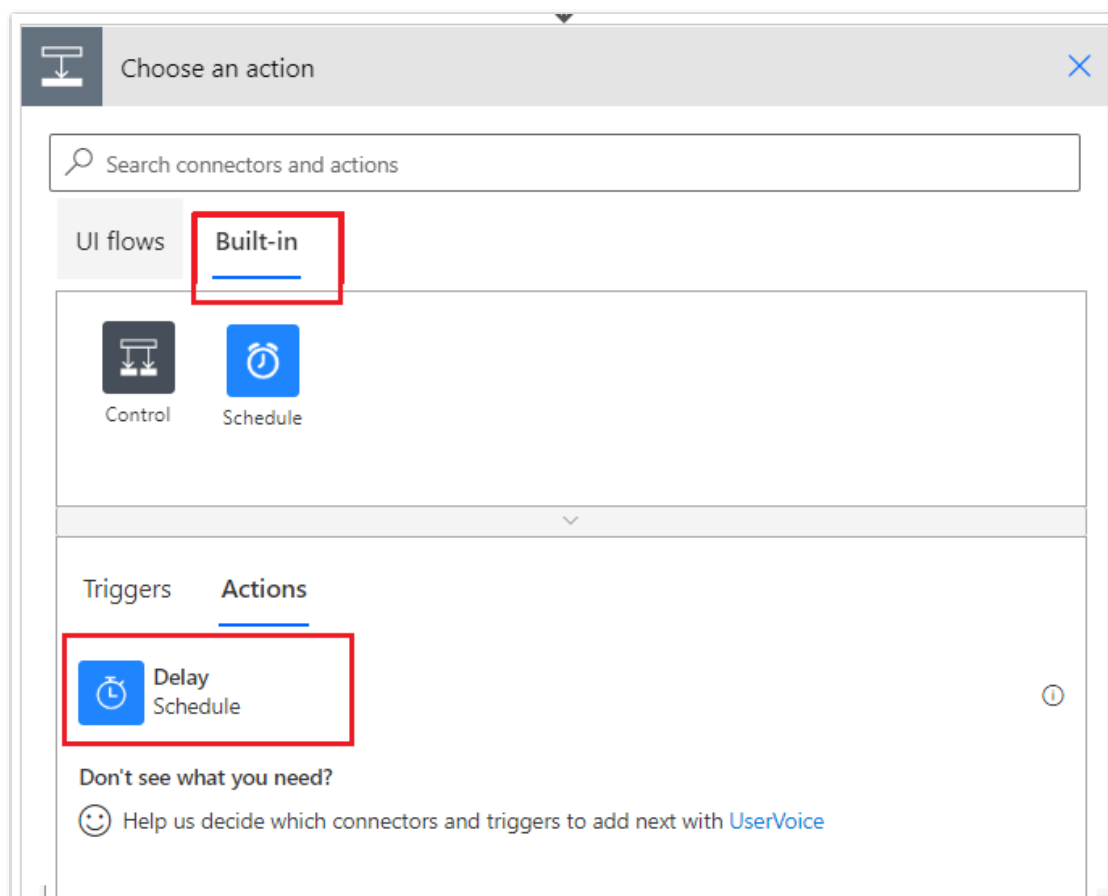 Choose an action
Search connectors and actions
UI flows Built-in
Control Schedule
Triggers Actions
Delay
Schedule
Don't see what you need?
Help us decide which connectors and triggers to add next with UserVoice